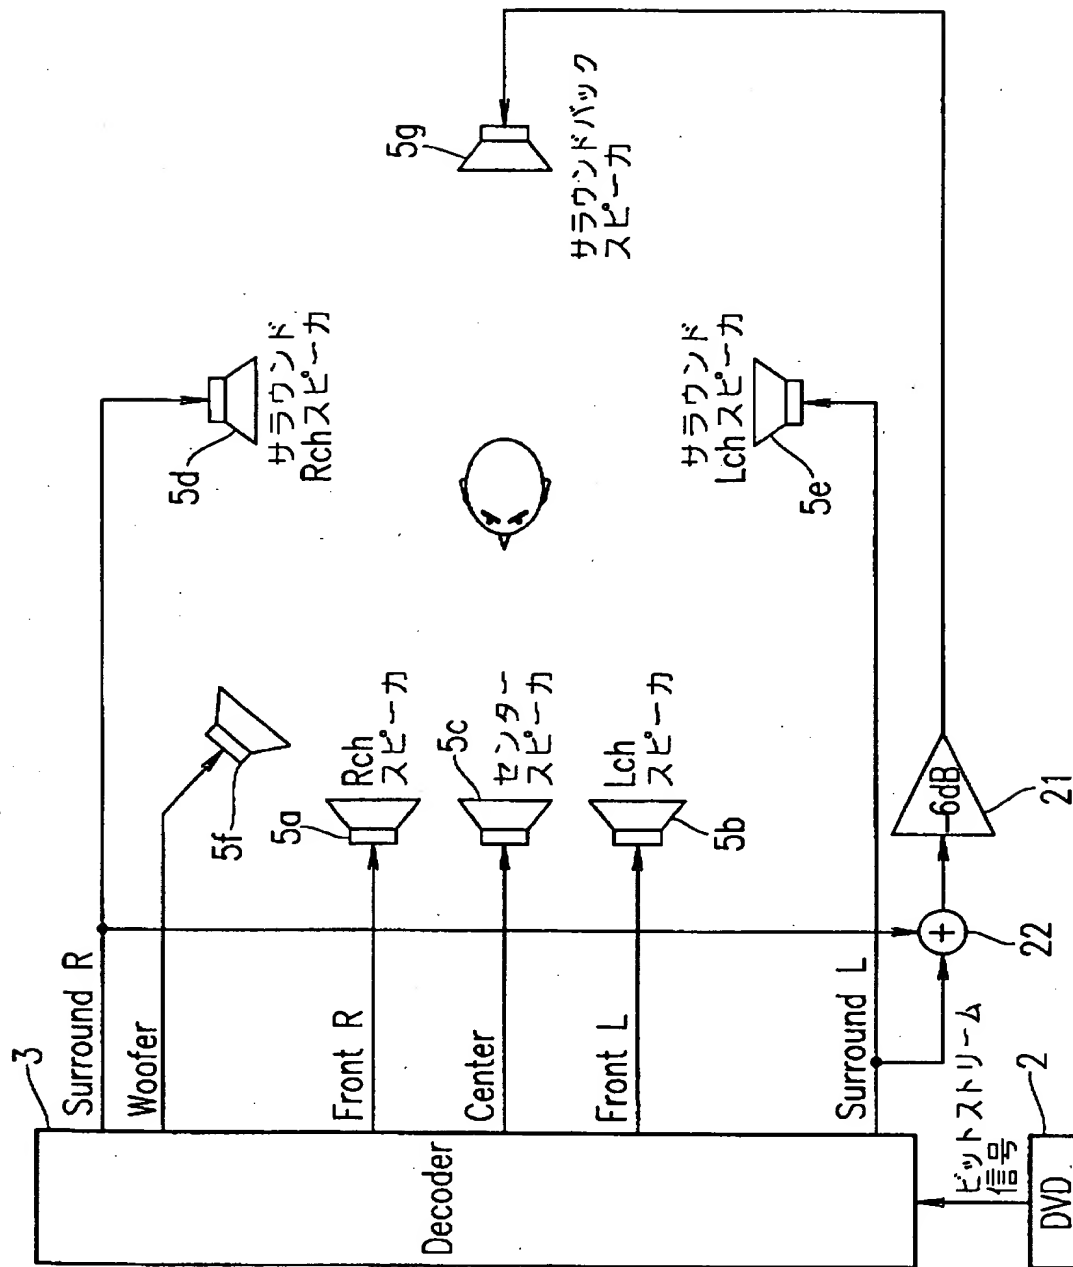 DVD
2
ビットストリーム
信号
Decoder
3
Surround R
Woofer
Front R
Center
Front L
Surround L
5f
5a
Rch
スピーカ
5c
センター
スピーカ
5b
Lch
スピーカ
22
+
-6dB
21
5d
サラウンド
Rchスピーカ
5e
サラウンド
Lchスピーカ
5g
サラウンドバック
スピーカ